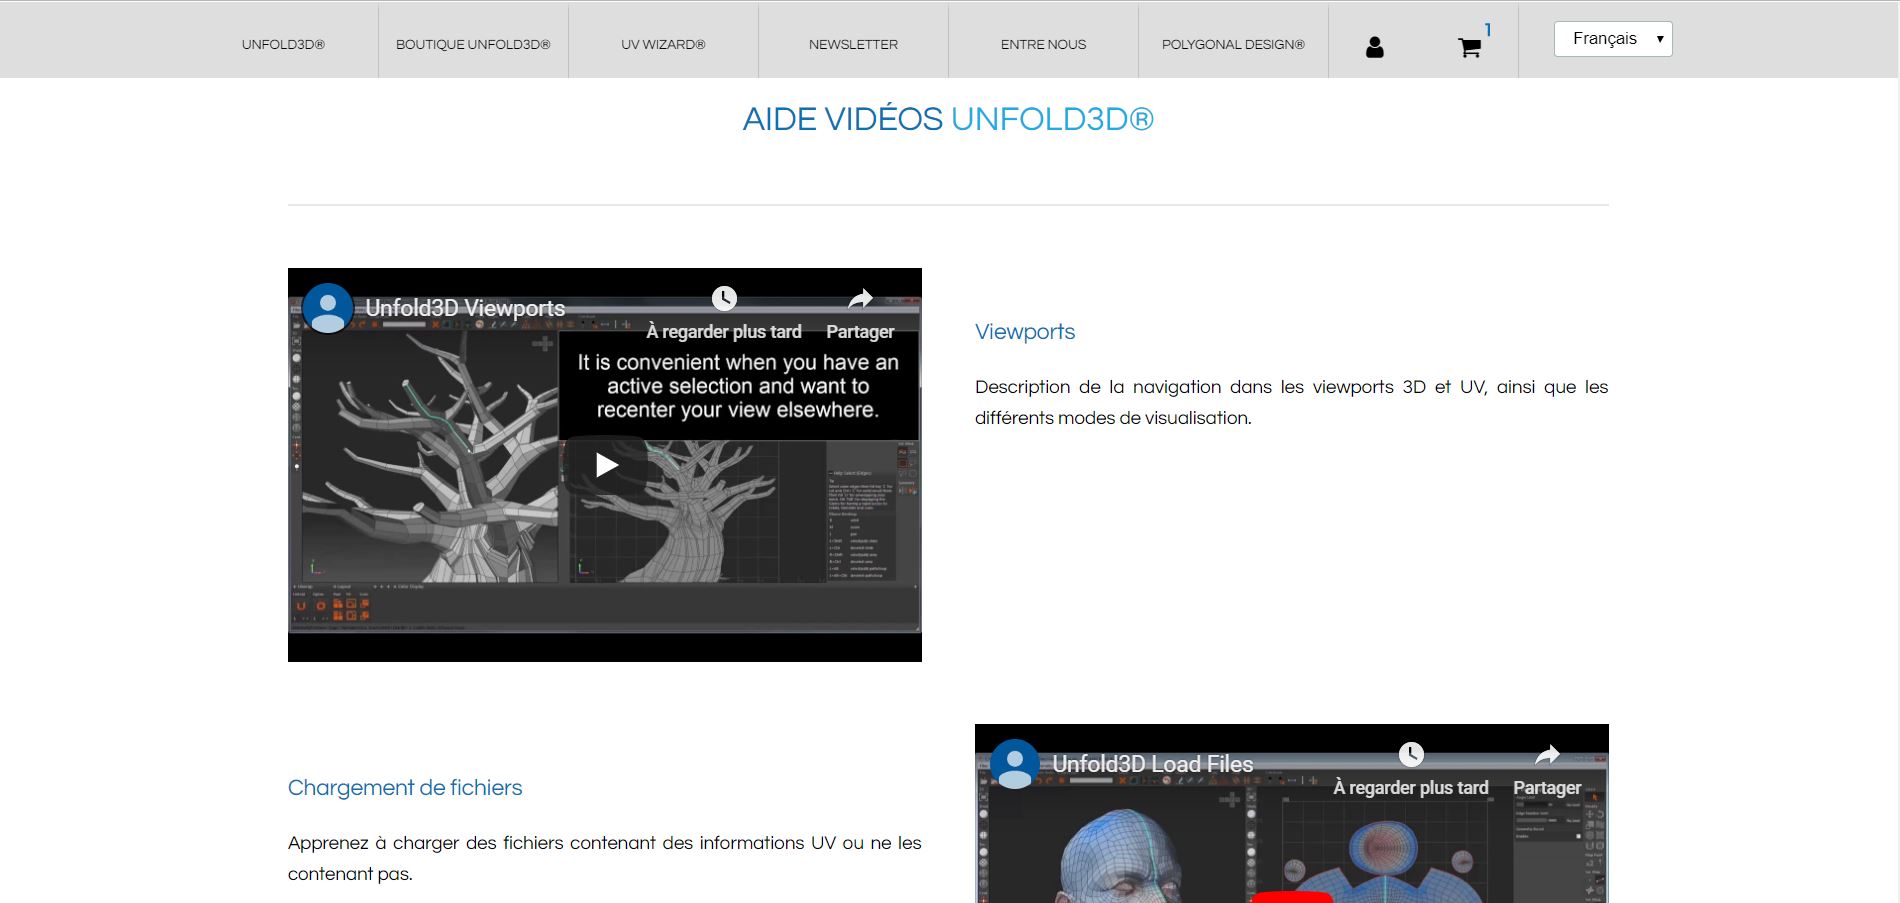 UNFOLD3D®
BOUTIQUE UNFOLD3D®
UV WIZARD®
NEWSLETTER
ENTRE NOUS
POLYGONAL DESIGN®
1
Français
AIDE VIDÉOS UNFOLD3D®
Unfold3D Viewports
À regarder plus tard
Partager
It is convenient when you have an
active selection and want to
recenter your view elsewhere.
Viewports
Description de la navigation dans les viewports 3D et UV, ainsi que les
différents modes de visualisation.
Chargement de fichiers
Apprenez à charger des fichiers contenant des informations UV ou ne les
contenant pas.
Unfold3D Load Files
À regarder plus tard
Partager